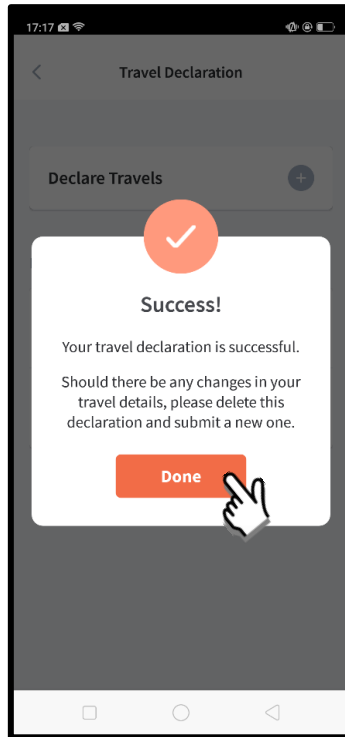 17:17
Travel Declaration
Declare Travels
Success!
Your travel declaration is successful.
Should there be any changes in your
travel details, please delete this
declaration and submit a new one.
Done